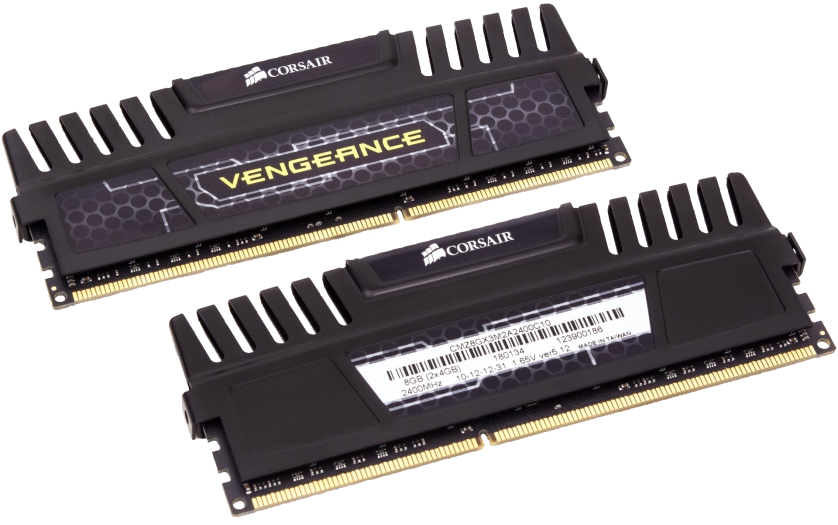 CORSAIR
VENGEANCE
CORSAIR
CMZ8GX3M2A2400C10
180134 123900186
8GB (2x4GB)
2400MHz 10-12-12-31 1.65V ver5.12 MADE IN TAIWAN